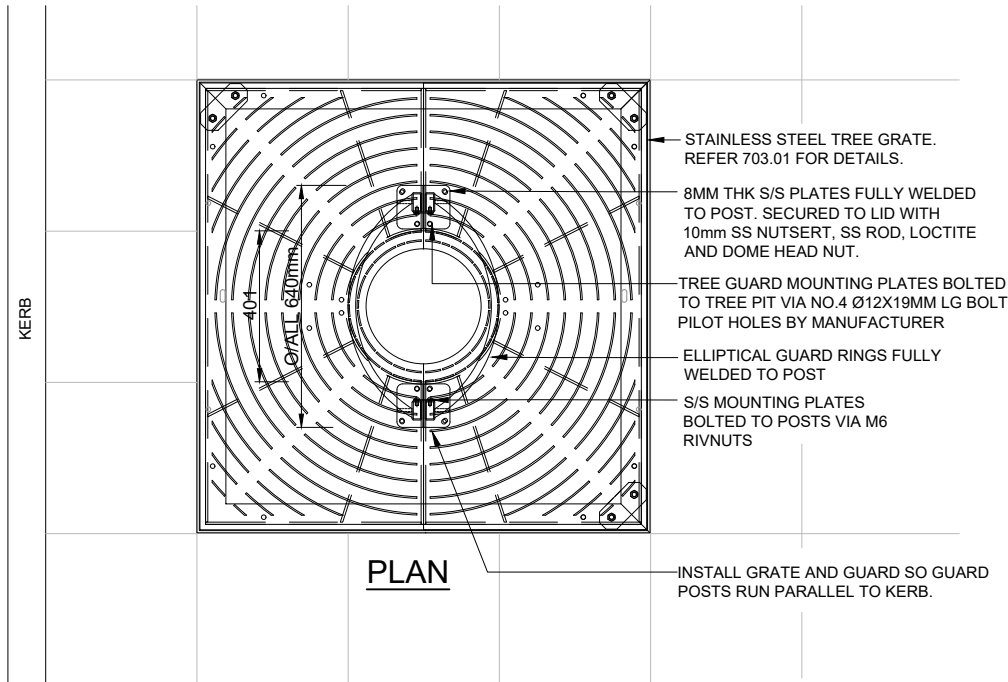 STAINLESS STEEL TREE GRATE.
REFER 703.01 FOR DETAILS.
8MM THK S/S PLATES FULLY WELDED
TO POST. SECURED TO LID WITH
10mm SS NUTSERT, SS ROD, LOCTITE
AND DOME HEAD NUT.
TREE GUARD MOUNTING PLATES BOLTED
TO TREE PIT VIA NO.4 Ø12X19MM LG BOLT
PILOT HOLES BY MANUFACTURER
ELLIPTICAL GUARD RINGS FULLY
WELDED TO POST
S/S MOUNTING PLATES
BOLTED TO POSTS VIA M6
RIVNUTS
KERB
401
O/ALL 640mm
PLAN
INSTALL GRATE AND GUARD SO GUARD
POSTS RUN PARALLEL TO KERB.